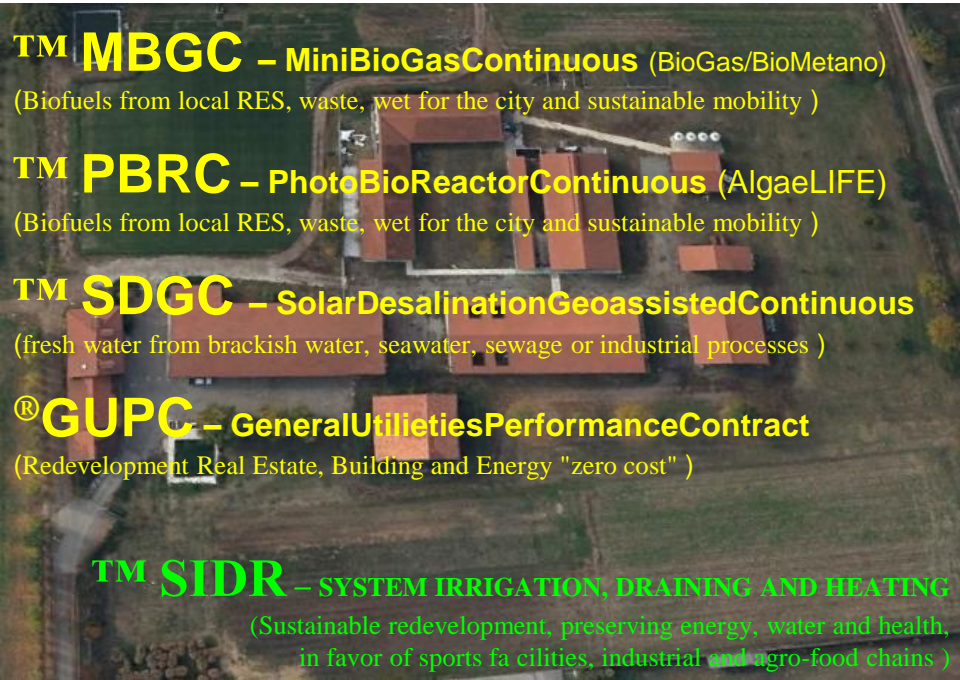 ™ MBGC – MiniBioGasContinuous (BioGas/BioMetano)
(Biofuels from local RES, waste, wet for the city and sustainable mobility )
™ PBRC – PhotoBioReactorContinuous (AlgaeLIFE)
(Biofuels from local RES, waste, wet for the city and sustainable mobility )
™ SDGC – SolarDesalinationGeoassistedContinuous
(fresh water from brackish water, seawater, sewage or industrial processes )
®GUPC – GeneralUtilietiesPerformanceContract
(Redevelopment Real Estate, Building and Energy "zero cost" )
™ SIDR – SYSTEM IRRIGATION, DRAINING AND HEATING
(Sustainable redevelopment, preserving energy, water and health,
in favor of sports fa cilities, industrial and agro-food chains )